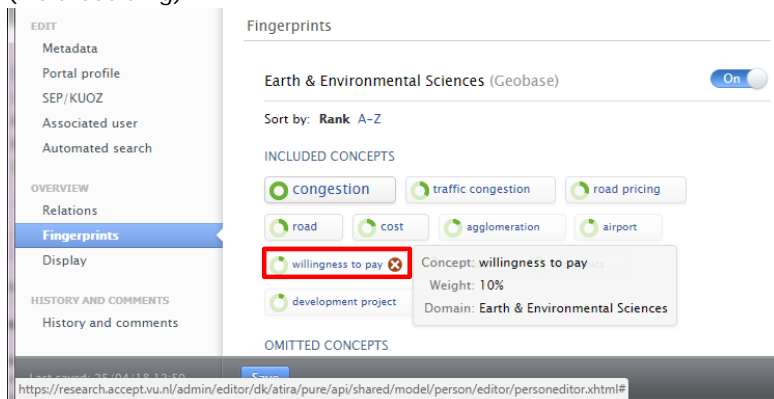 EDIT
Metadata
Portal profile
SEP/KUOZ
Associated user
Automated search
OVERVIEW
Relations
Fingerprints
Display
HISTORY AND COMMENTS
History and comments
Fingerprints
Earth & Environmental Sciences (Geobase)
On
Sort by: Rank A-Z
INCLUDED CONCEPTS
congestion traffic congestion road pricing
road cost agglomeration airport
willingness to pay
development project
Concept: willingness to pay
Weight: 10%
Domain: Earth & Environmental Sciences
OMITTED CONCEPTS
Save
https://research.accept.vu.nl/admin/editor/dk/atira/pure/api/shared/model/person/editor/personeditor.xhtml#